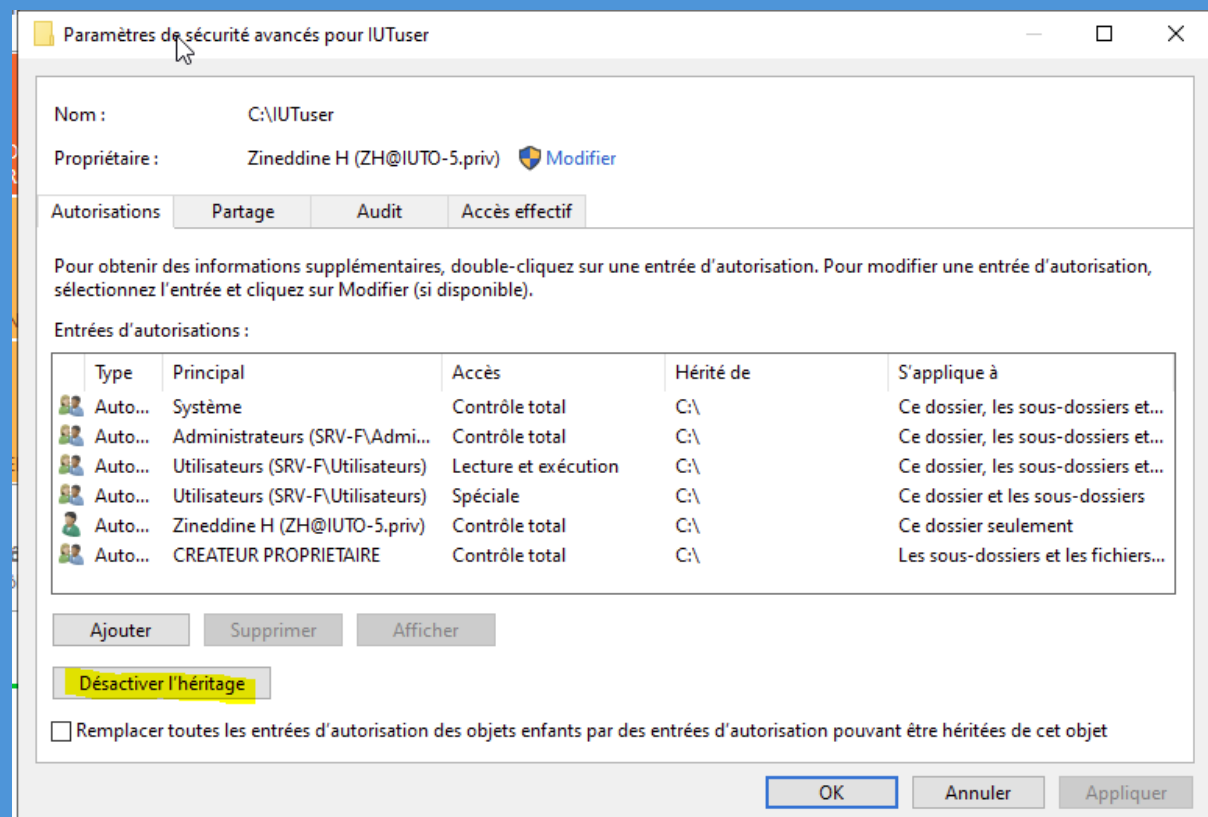 Paramètres de sécurité avancés pour IUTuser
Nom : C:\IUTuser
Propriétaire : Zineddine H (ZH@IUTO-5.priv) Modifier
Autorisations Partage Audit Accès effectif
Pour obtenir des informations supplémentaires, double-cliquez sur une entrée d'autorisation. Pour modifier une entrée d'autorisation,
sélectionnez l'entrée et cliquez sur Modifier (si disponible).
Entrées d'autorisations :
Type Principal Accès Hérité de S'applique à
Auto... Système Contrôle total C:\ Ce dossier, les sous-dossiers et...
Auto... Administrateurs (SRV-F\Admi... Contrôle total C:\ Ce dossier, les sous-dossiers et...
Auto... Utilisateurs (SRV-F\Utilisateurs) Lecture et exécution C:\ Ce dossier, les sous-dossiers et...
Auto... Utilisateurs (SRV-F\Utilisateurs) Spéciale C:\ Ce dossier et les sous-dossiers
Auto... Zineddine H (ZH@IUTO-5.priv) Contrôle total C:\ Ce dossier seulement
Auto... CREATEUR PROPRIETAIRE Contrôle total C:\ Les sous-dossiers et les fichiers...
Ajouter Supprimer Afficher
Désactiver l'héritage
Remplacer toutes les entrées d'autorisation des objets enfants par des entrées d'autorisation pouvant être héritées de cet objet
OK Annuler Appliquer